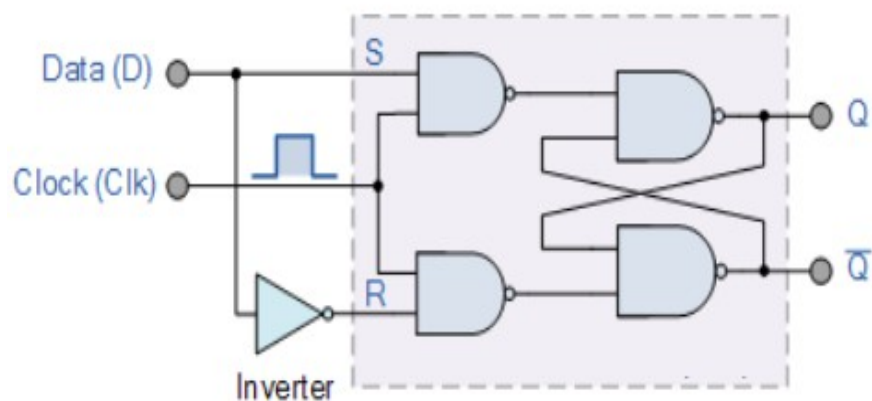 Data (D)
S
Q
Clock (Clk)
R
Q̅
Inverter